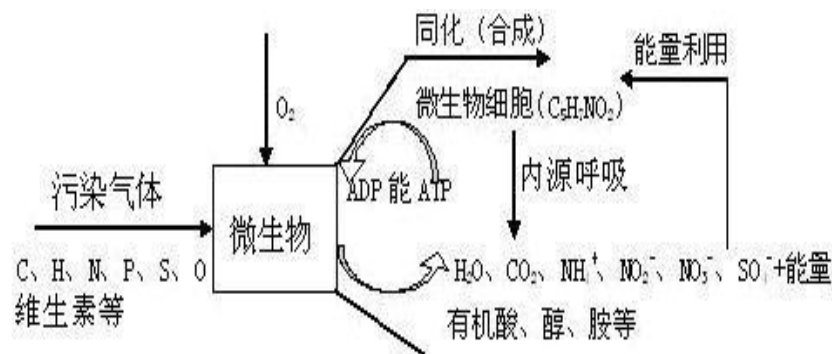 同化（合成）
能量利用
O₂
微生物细胞(C₅H₇NO₂)
污染气体
ADP 能 ATP
内源呼吸
微生物
C、H、N、P、S、O
H₂O、CO₂、NH₄⁺、NO₂⁻、NO₃⁻、SO₄⁻+能量
维生素等
有机酸、醇、胺等